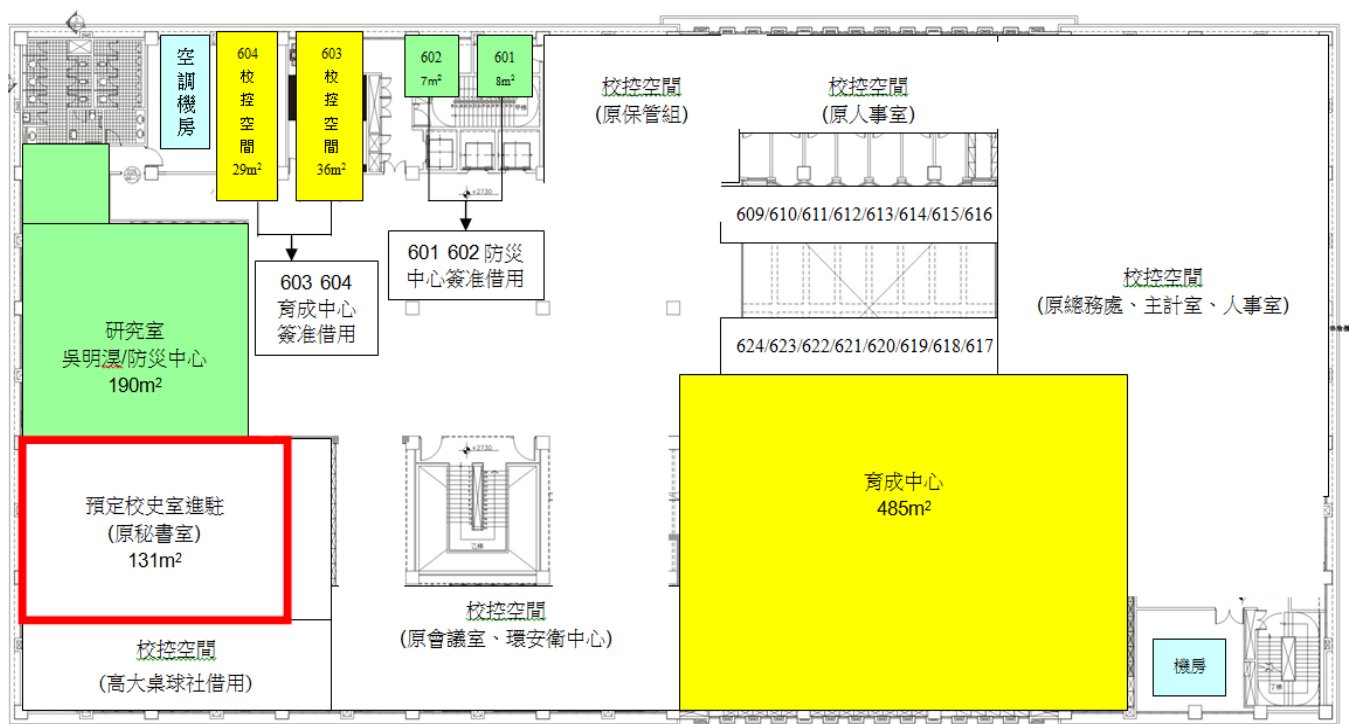 空調機房
604
校控空間
29m²
603
校控空間
36m²
602
7m²
601
8m²
校控空間
(原保管組)
校控空間
(原人事室)
+2730
609/610/611/612/613/614/615/616
601 602 防災
中心簽准借用
603 604
育成中心
簽准借用
校控空間
(原總務處、主計室、人事室)
研究室
吳明淏/防災中心
190m²
624/623/622/621/620/619/618/617
+2730
預定校史室進駐
(原秘書室)
131m²
乙梯
育成中心
485m²
校控空間
(原會議室、環安衛中心)
校控空間
(高大桌球社借用)
機房
丁梯